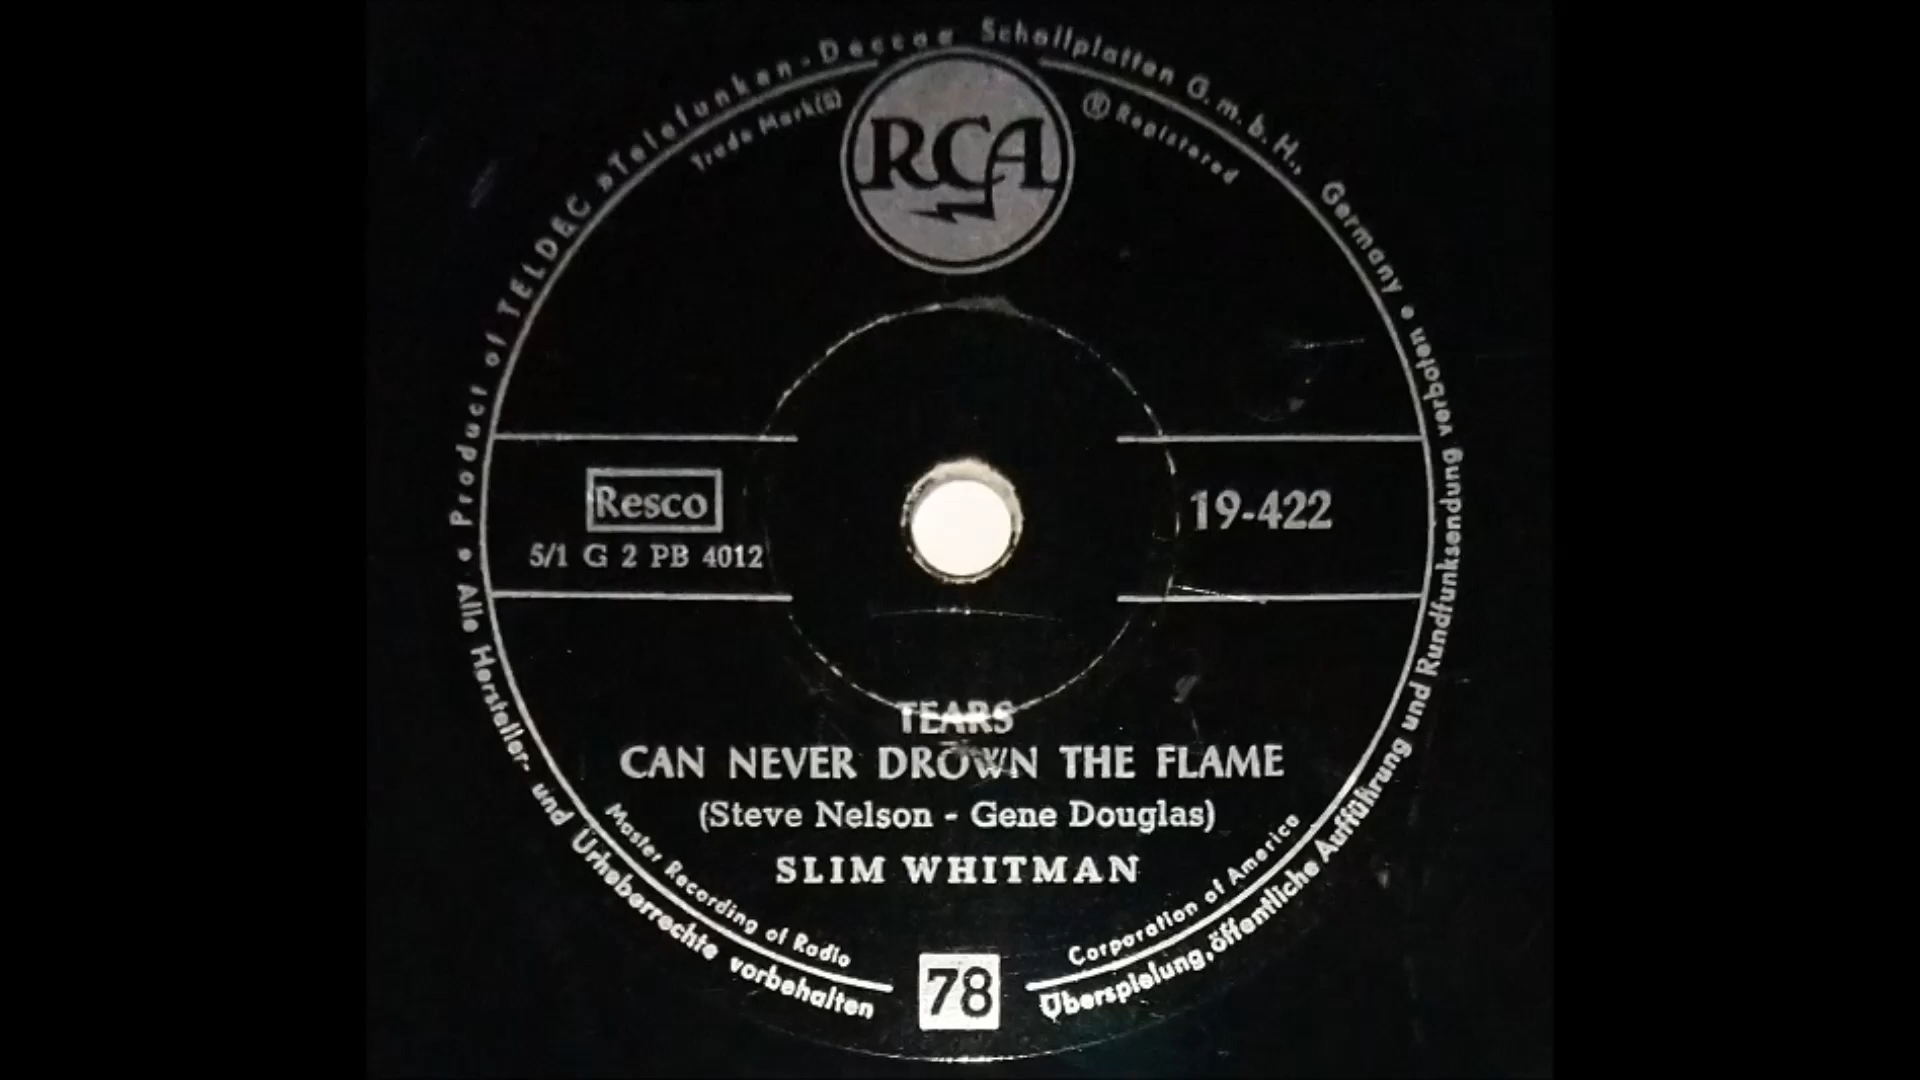 • Product of TELDEC »Telefunken-Decca« Schallplatten G.m.b.H., Germany •
Trade Mark(s)
RCA
® Registered
Resco
5/1 G 2 PB 4012
19-422
TEARS
CAN NEVER DROWN THE FLAME
(Steve Nelson - Gene Douglas)
SLIM WHITMAN
Master Recording of Radio
Corporation of America
78
Alle Hersteller- und Urheberrechte vorbehalten
Überspielung, öffentliche Aufführung und Rundfunksendung verboten